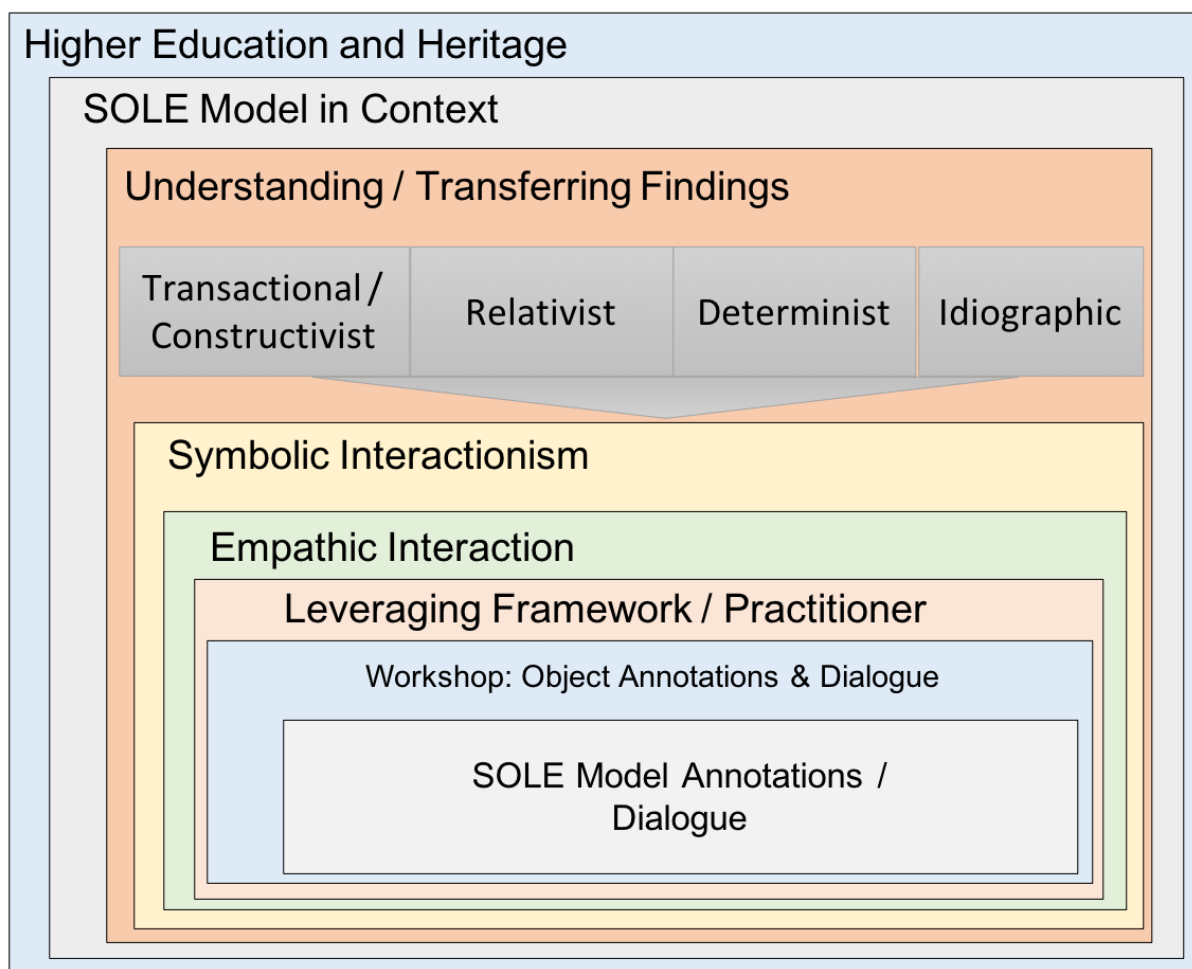 Higher Education and Heritage
SOLE Model in Context
Understanding / Transferring Findings
Transactional /
Constructivist
Relativist
Determinist
Idiographic
Symbolic Interactionism
Empathic Interaction
Leveraging Framework / Practitioner
Workshop: Object Annotations & Dialogue
SOLE Model Annotations /
Dialogue